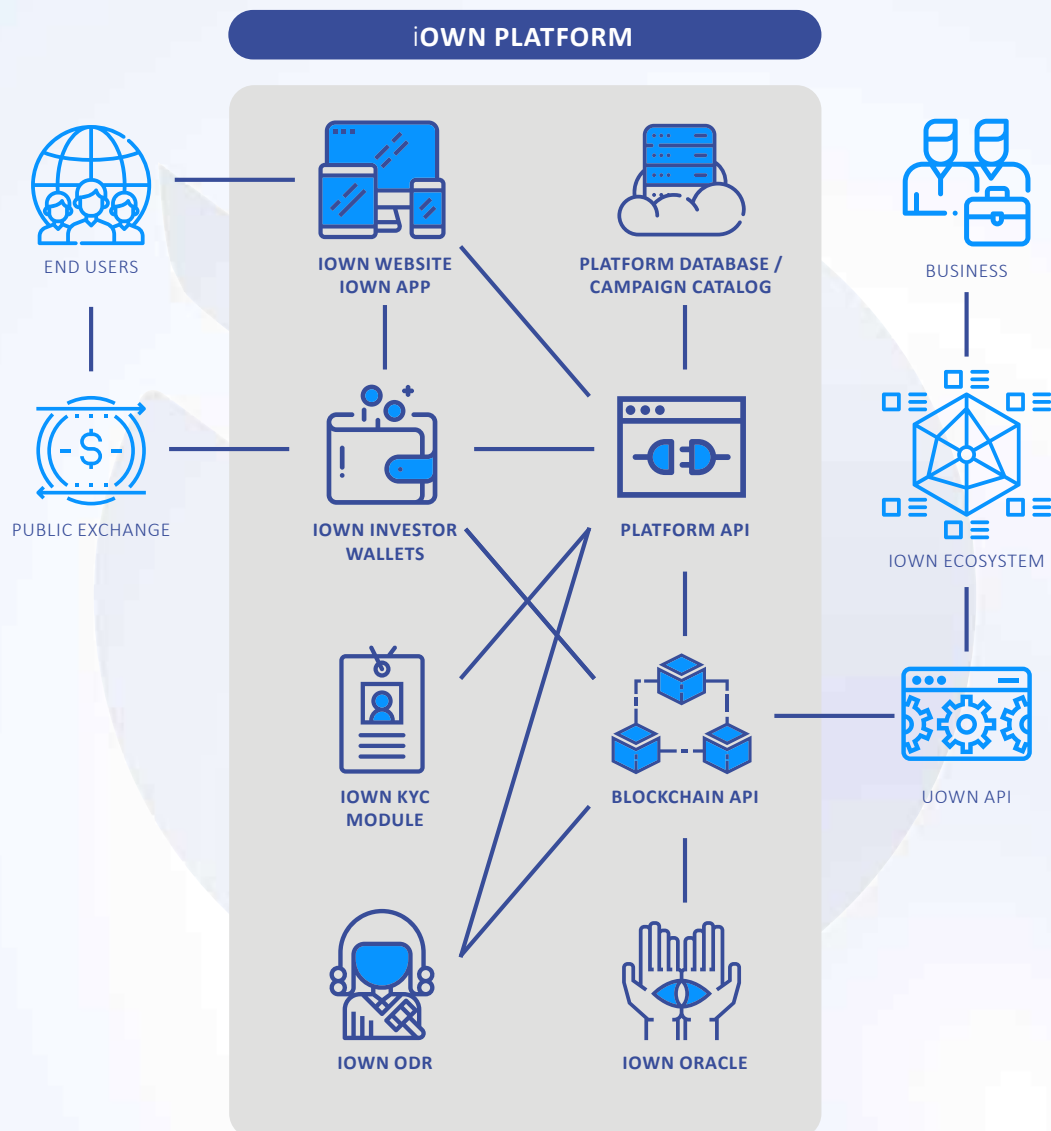 iOWN PLATFORM
END USERS
IOWN WEBSITE
IOWN APP
PLATFORM DATABASE /
CAMPAIGN CATALOG
BUSINESS
$
PUBLIC EXCHANGE
IOWN INVESTOR
WALLETS
PLATFORM API
IOWN ECOSYSTEM
IOWN KYC
MODULE
BLOCKCHAIN API
UOWN API
IOWN ODR
IOWN ORACLE